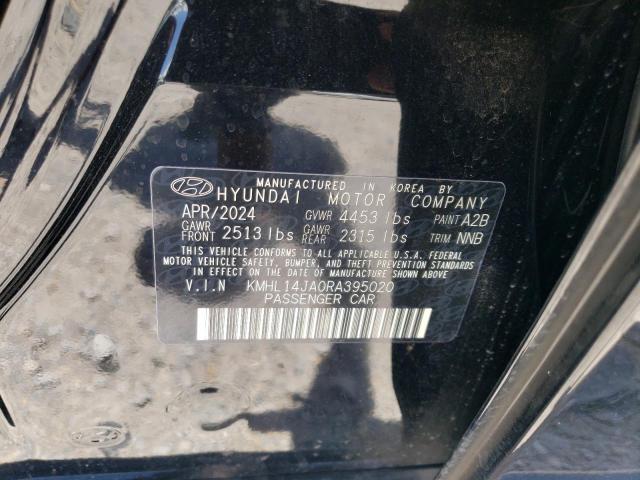 MANUFACTURED IN KOREA BY
HYUNDAI MOTOR COMPANY
APR/2024 GVWR 4453 lbs PAINT A2B
GAWR FRONT 2513 lbs GAWR REAR 2315 lbs TRIM NNB
THIS VEHICLE CONFORMS TO ALL APPLICABLE U.S.A. FEDERAL
MOTOR VEHICLE SAFETY, BUMPER, AND THEFT PREVENTION STANDARDS
IN EFFECT ON THE DATE OF MANUFACTURE SHOWN ABOVE.
V.I.N KMHL14JA0RA395020
PASSENGER CAR